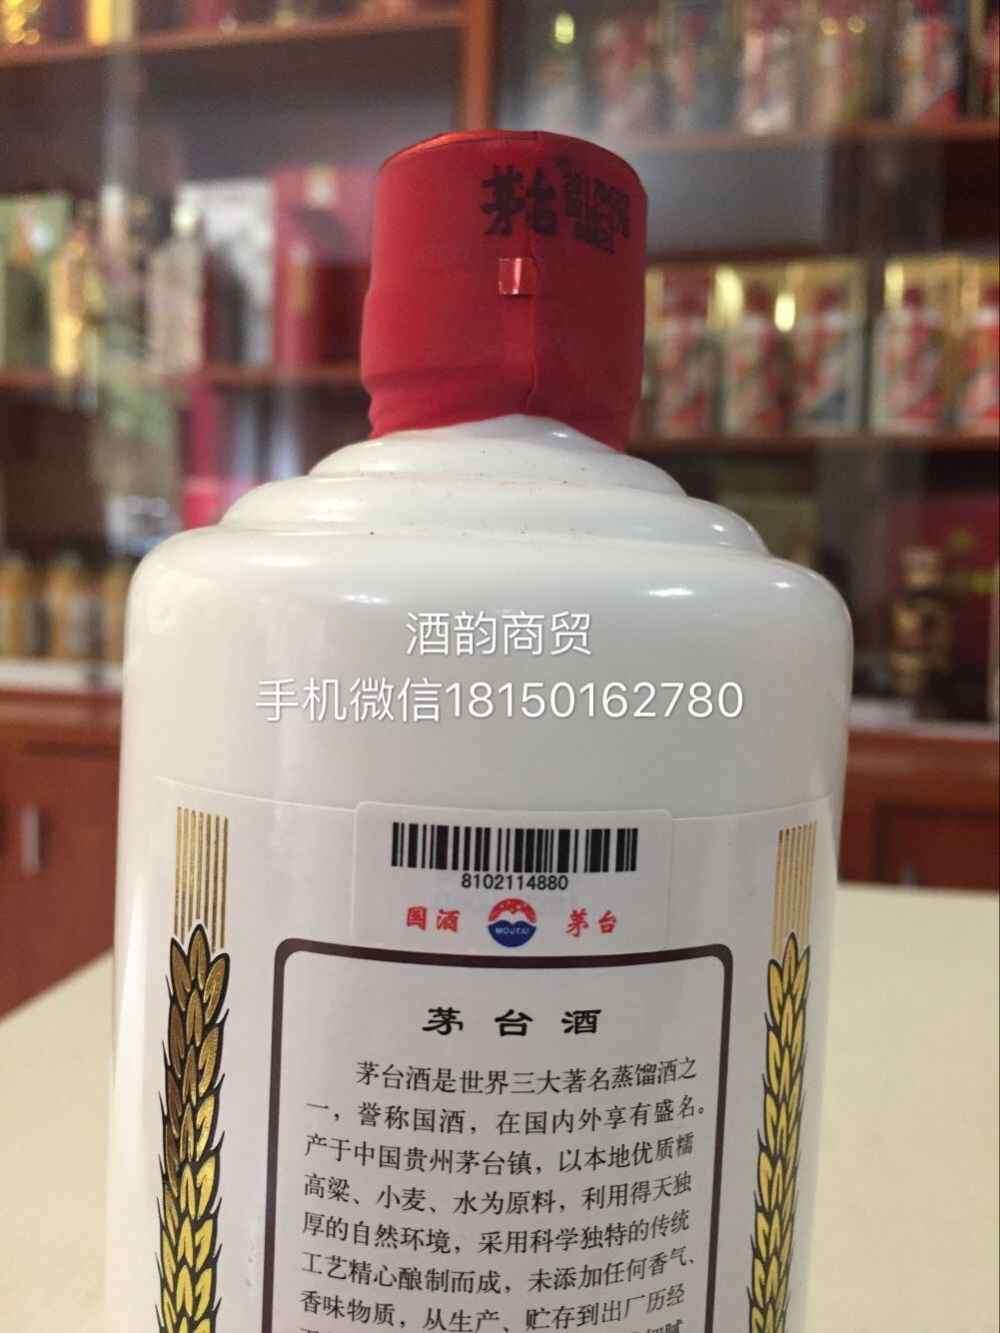 茅台
酒韵商贸
手机微信18150162780
8102114880
国酒 MOUTAI 茅台
茅台酒
茅台酒是世界三大著名蒸馏酒之
一，誉称国酒，在国内外享有盛名。
产于中国贵州茅台镇，以本地优质糯
高粱、小麦、水为原料，利用得天独
厚的自然环境，采用科学独特的传统
工艺精心酿制而成，未添加任何香气、
香味物质，从生产、贮存到出厂历经